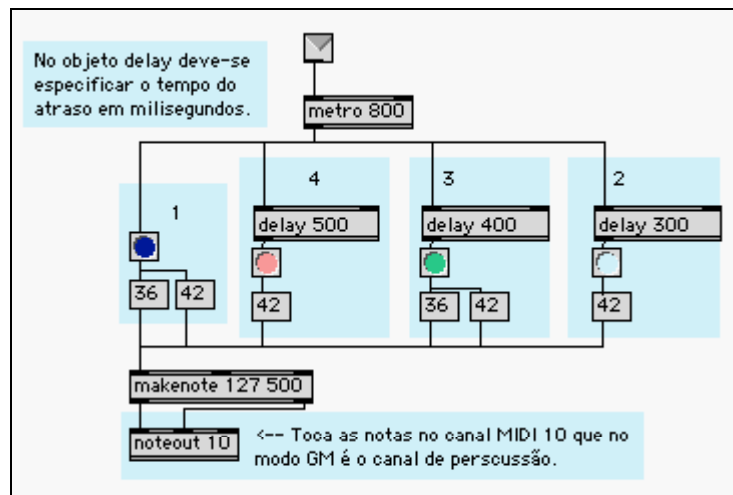 No objeto delay deve-se
especificar o tempo do
atraso em milisegundos.
metro 800
1
4
3
2
delay 500
delay 400
delay 300
36
42
42
36
42
42
makenote 127 500
noteout 10
<-- Toca as notas no canal MIDI 10 que no
modo GM é o canal de perscussão.